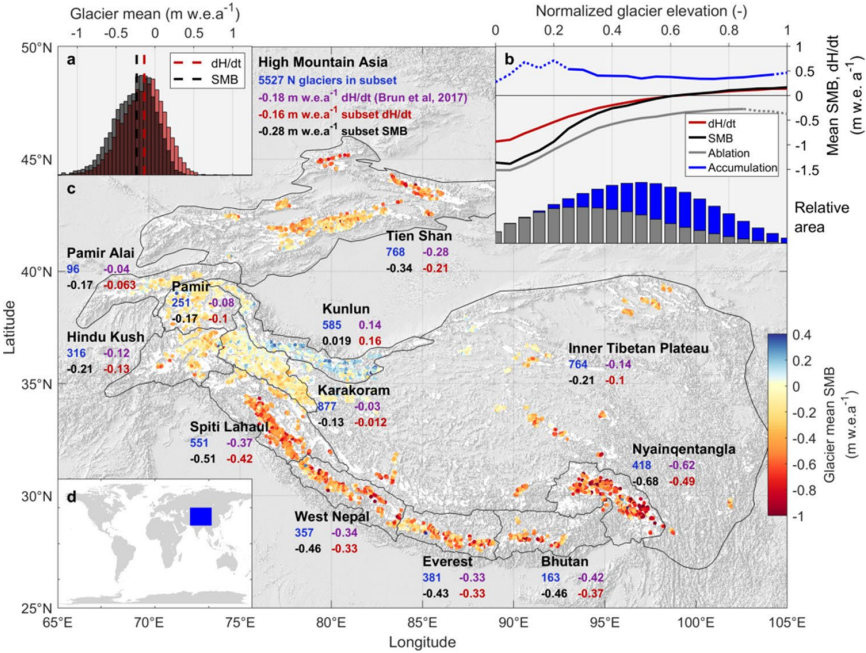 Glacier mean (m w.e.a-1)
-1 0 1
a
dH/dt
SMB
High Mountain Asia
5527 N glaciers in subset
-0.18 m w.e.a-1 dH/dt (Brun et al, 2017)
-0.16 m w.e.a-1 subset dH/dt
-0.28 m w.e.a-1 subset SMB
Normalized glacier elevation (-)
0 0.2 0.4 0.6 0.8 1
b
1
0.5
0
-0.5
-1
-1.5
Mean SMB, dH/dt
(m w.e. a-1)
dH/dt
SMB
Ablation
Accumulation
Relative
area
c
50°N
45°N
40°N
35°N
30°N
25°N
Latitude
Tien Shan
768 -0.28
-0.34 -0.21
Pamir Alai
96 -0.04
-0.17 -0.063
Pamir
251 -0.08
-0.17 -0.1
Kunlun
585 0.14
0.019 0.16
Hindu Kush
316 -0.12
-0.21 -0.13
Inner Tibetan Plateau
764 -0.14
-0.21 -0.1
Karakoram
877 -0.03
-0.13 -0.012
Spiti Lahaul
551 -0.37
-0.51 -0.42
Nyainqentangla
418 -0.62
-0.68 -0.49
West Nepal
357 -0.34
-0.46 -0.33
Everest
381 -0.33
-0.43 -0.33
Bhutan
163 -0.42
-0.46 -0.37
0.4
0.2
0
-0.2
-0.4
-0.6
-0.8
-1
Glacier mean SMB
(m w.e.a-1)
d
65°E 70°E 75°E 80°E 85°E 90°E 95°E 100°E 105°E
Longitude